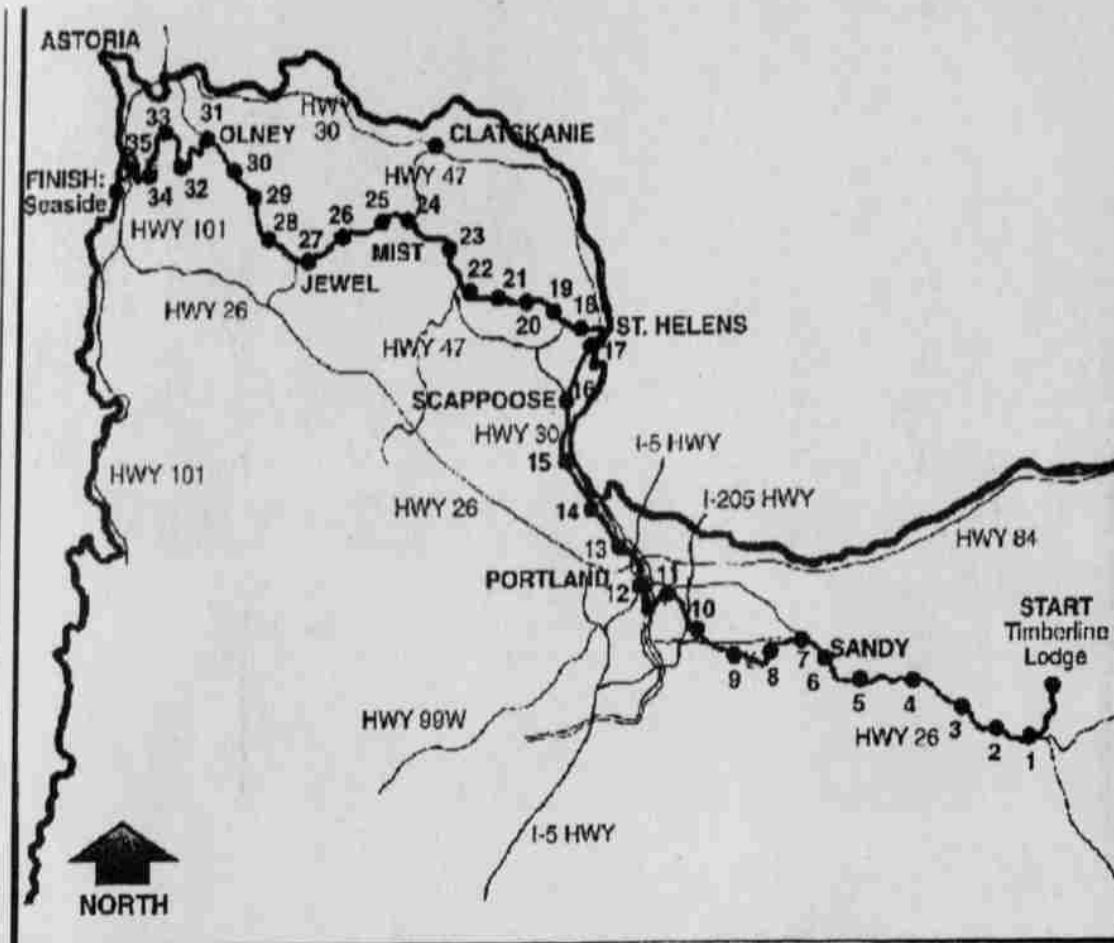 ASTORIA
33
31
OLNEY
HWY
30
CLATSKANIE
35
30
FINISH:
Seaside
34
32
29
HWY 47
HWY 101
28
27
26
25
24
MIST
23
JEWEL
22
21
19
18
20
ST. HELENS
17
HWY 26
HWY 47
16
SCAPPOOSE
HWY 30
I-5 HWY
15
HWY 101
I-205 HWY
HWY 26
14
HWY 84
13
PORTLAND
12
11
10
START
Timberline
Lodge
7
SANDY
9
8
6
5
4
3
2
1
HWY 26
HWY 99W
I-5 HWY
NORTH